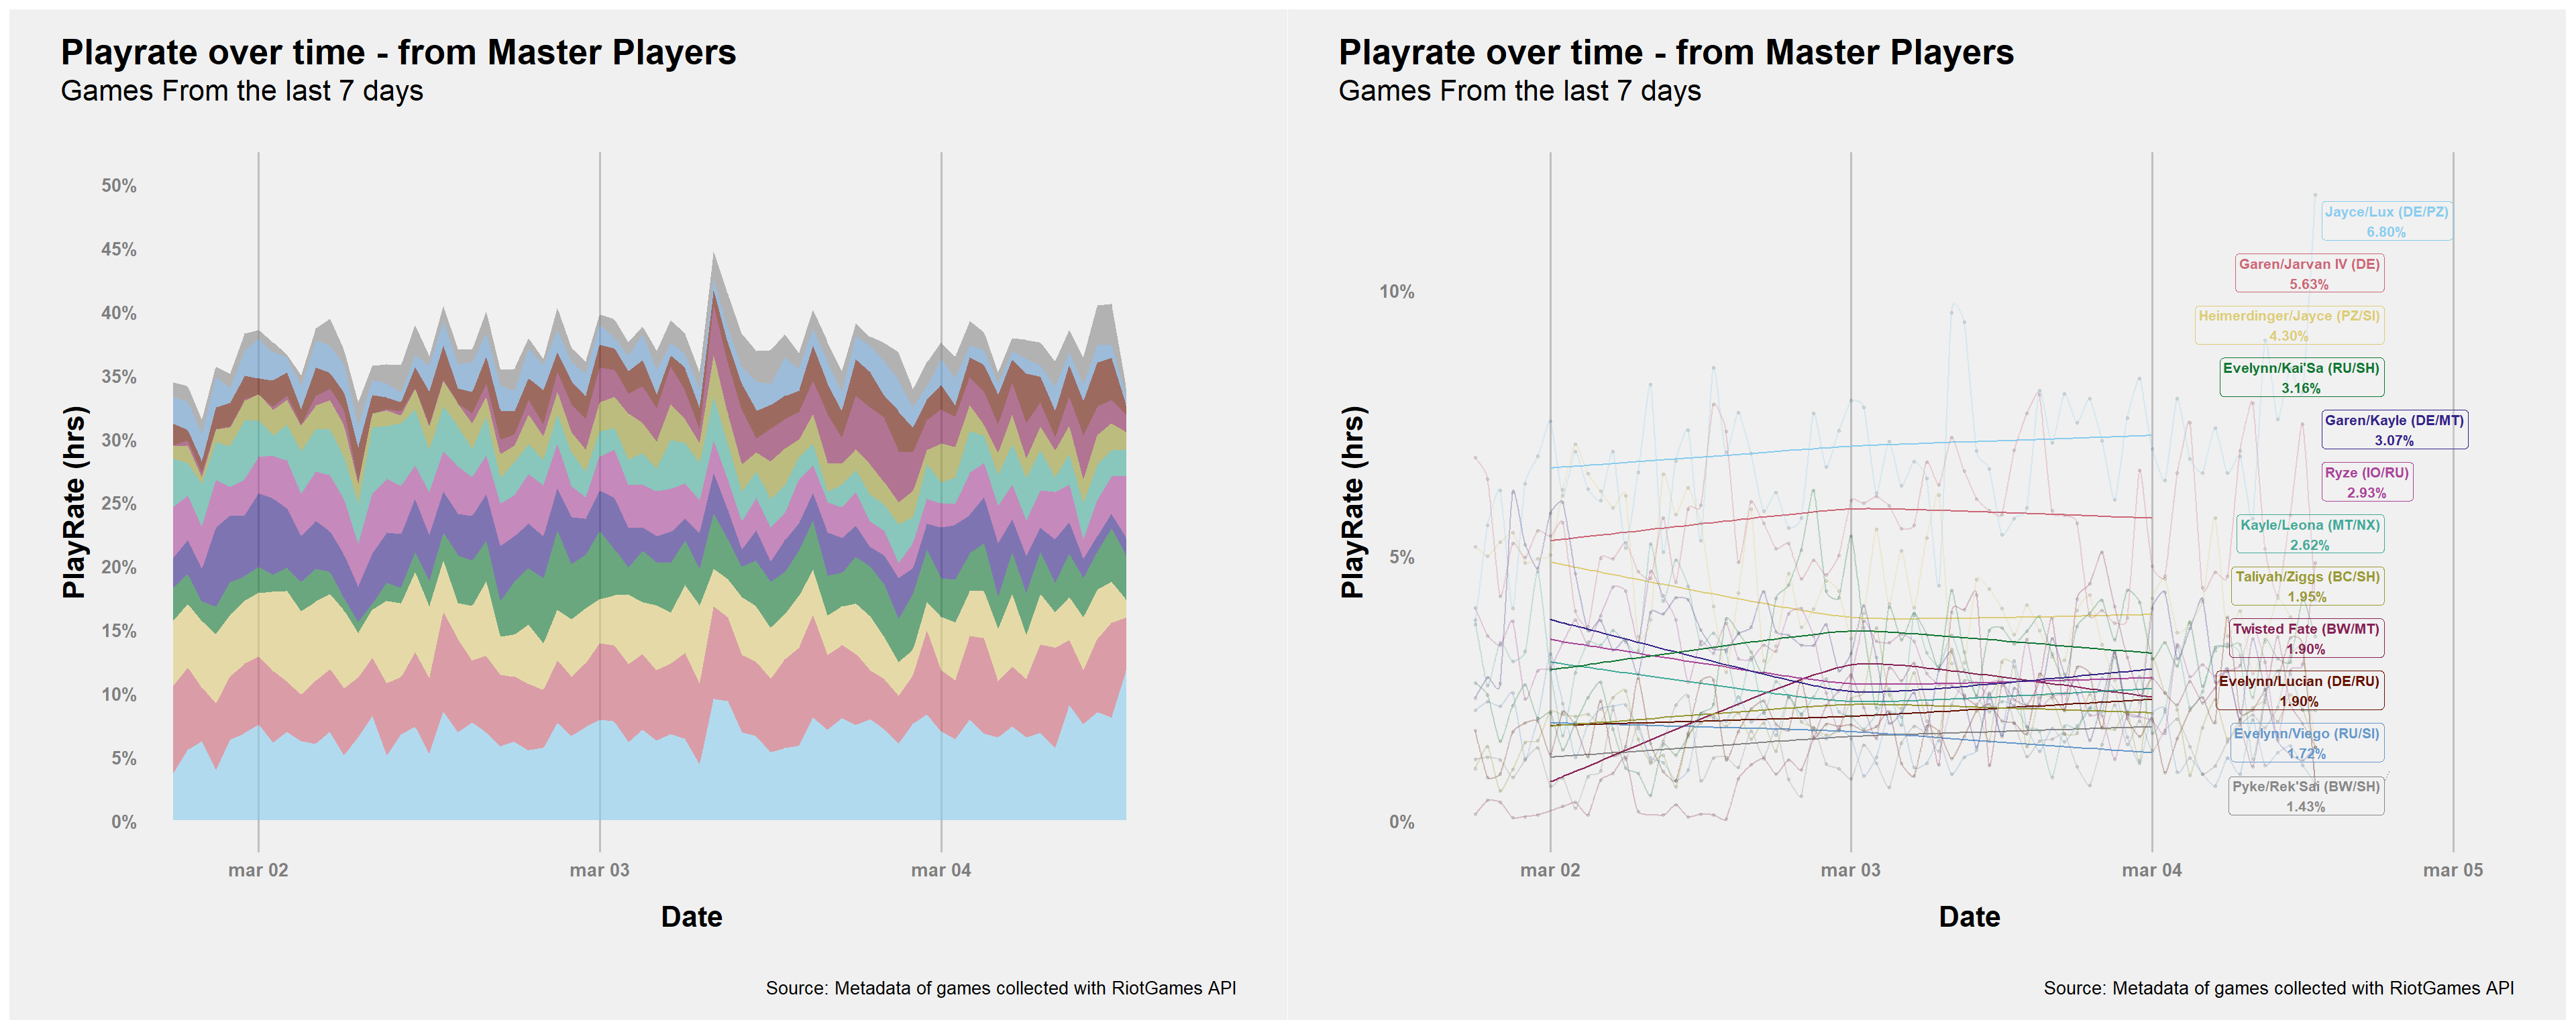 Playrate over time - from Master Players
Games From the last 7 days
50%
45%
40%
35%
30%
25%
20%
15%
10%
5%
0%
PlayRate (hrs)
mar 02
mar 03
mar 04
Date
Source: Metadata of games collected with RiotGames API
Playrate over time - from Master Players
Games From the last 7 days
10%
5%
0%
PlayRate (hrs)
Jayce/Lux (DE/PZ)
6.80%
Garen/Jarvan IV (DE)
5.63%
Heimerdinger/Jayce (PZ/SI)
4.30%
Evelynn/Kai'Sa (RU/SH)
3.16%
Garen/Kayle (DE/MT)
3.07%
Ryze (IO/RU)
2.93%
Kayle/Leona (MT/NX)
2.62%
Taliyah/Ziggs (BC/SH)
1.95%
Twisted Fate (BW/MT)
1.90%
Evelynn/Lucian (DE/RU)
1.90%
Evelynn/Viego (RU/SI)
1.72%
Pyke/Rek'Sai (BW/SH)
1.43%
mar 02
mar 03
mar 04
mar 05
Date
Source: Metadata of games collected with RiotGames API